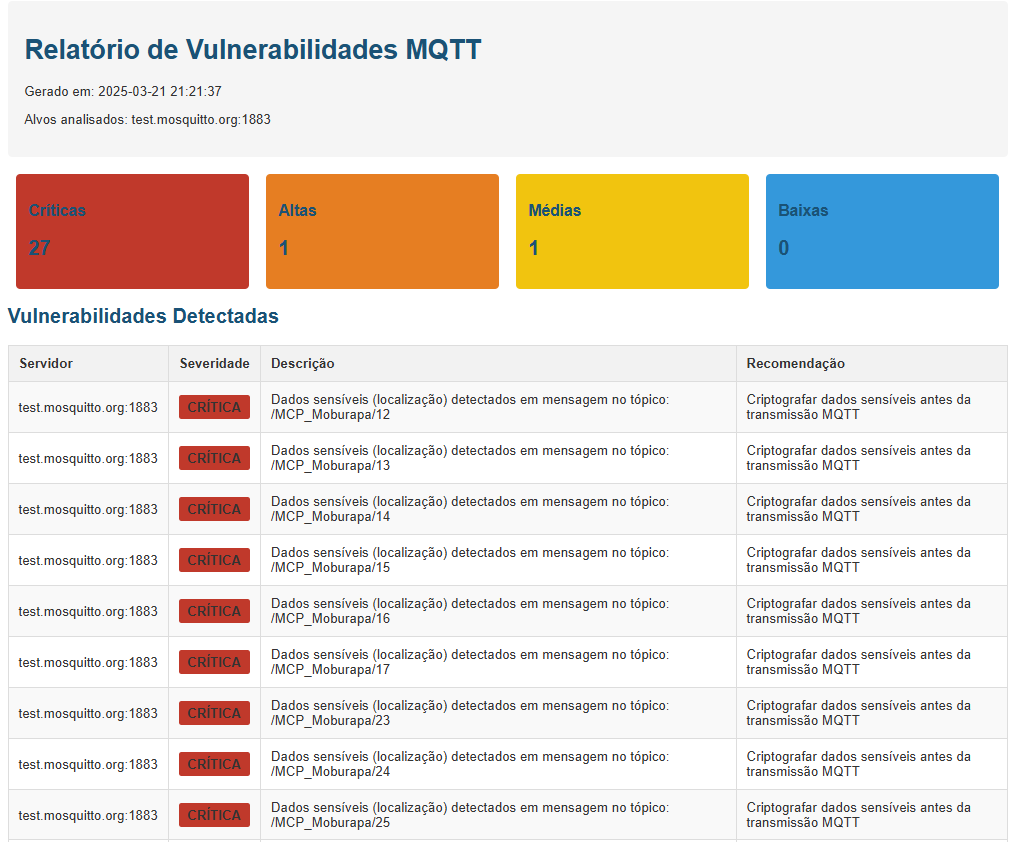 Relatório de Vulnerabilidades MQTT
Gerado em: 2025-03-21 21:21:37
Alvos analisados: test.mosquitto.org:1883
Críticas
27
Altas
1
Médias
1
Baixas
0
Vulnerabilidades Detectadas
Servidor Severidade Descrição Recomendação
test.mosquitto.org:1883 CRÍTICA Dados sensíveis (localização) detectados em mensagem no tópico: Criptografar dados sensíveis antes da
/MCP_Moburapa/12 transmissão MQTT
test.mosquitto.org:1883 CRÍTICA Dados sensíveis (localização) detectados em mensagem no tópico: Criptografar dados sensíveis antes da
/MCP_Moburapa/13 transmissão MQTT
test.mosquitto.org:1883 CRÍTICA Dados sensíveis (localização) detectados em mensagem no tópico: Criptografar dados sensíveis antes da
/MCP_Moburapa/14 transmissão MQTT
test.mosquitto.org:1883 CRÍTICA Dados sensíveis (localização) detectados em mensagem no tópico: Criptografar dados sensíveis antes da
/MCP_Moburapa/15 transmissão MQTT
test.mosquitto.org:1883 CRÍTICA Dados sensíveis (localização) detectados em mensagem no tópico: Criptografar dados sensíveis antes da
/MCP_Moburapa/16 transmissão MQTT
test.mosquitto.org:1883 CRÍTICA Dados sensíveis (localização) detectados em mensagem no tópico: Criptografar dados sensíveis antes da
/MCP_Moburapa/17 transmissão MQTT
test.mosquitto.org:1883 CRÍTICA Dados sensíveis (localização) detectados em mensagem no tópico: Criptografar dados sensíveis antes da
/MCP_Moburapa/23 transmissão MQTT
test.mosquitto.org:1883 CRÍTICA Dados sensíveis (localização) detectados em mensagem no tópico: Criptografar dados sensíveis antes da
/MCP_Moburapa/24 transmissão MQTT
test.mosquitto.org:1883 CRÍTICA Dados sensíveis (localização) detectados em mensagem no tópico: Criptografar dados sensíveis antes da
/MCP_Moburapa/25 transmissão MQTT